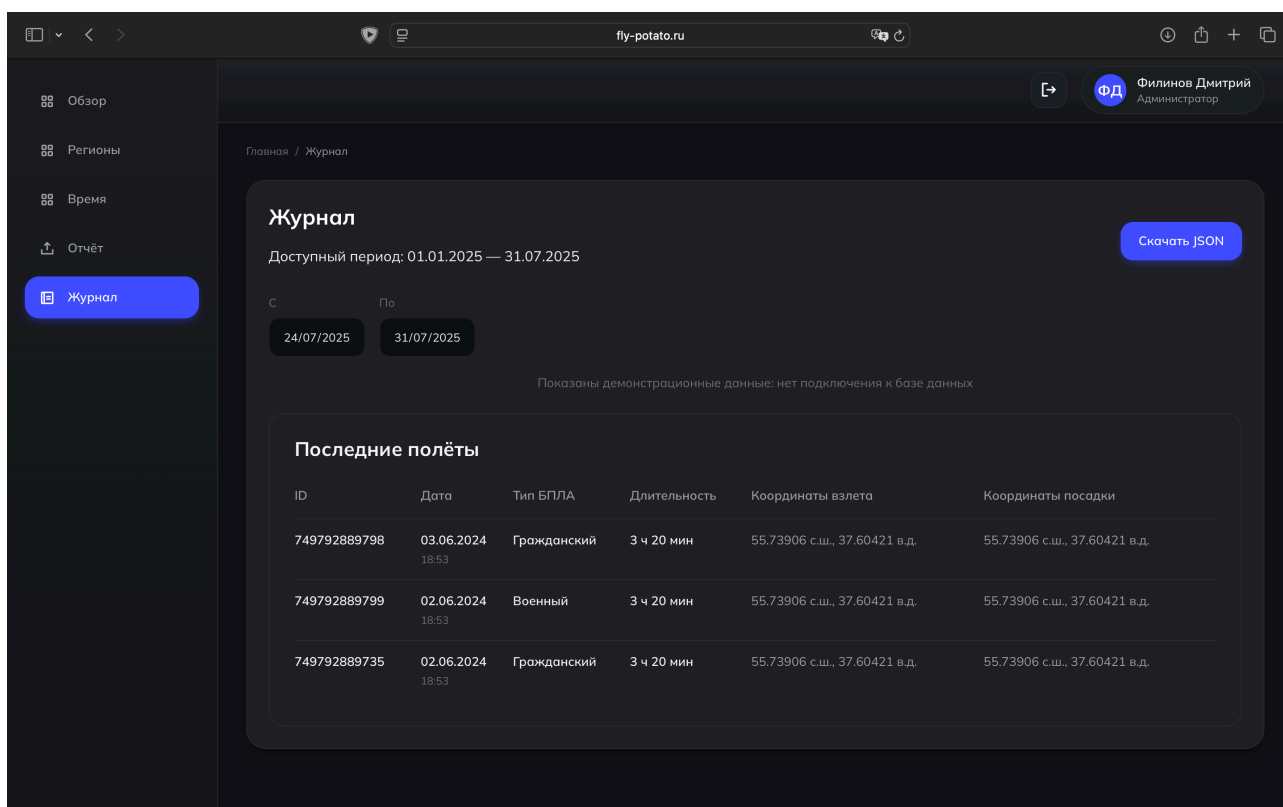 fly-potato.ru
Обзор
Регионы
Время
Отчёт
Журнал
ФД
Филинов Дмитрий
Администратор
Главная / Журнал
Журнал
Доступный период: 01.01.2025 — 31.07.2025
Скачать JSON
С По
24/07/2025 31/07/2025
Показаны демонстрационные данные: нет подключения к базе данных
Последние полёты
ID Дата Тип БПЛА Длительность Координаты взлета Координаты посадки
749792889798 03.06.2024 Гражданский 3 ч 20 мин 55.73906 с.ш., 37.60421 в.д. 55.73906 с.ш., 37.60421 в.д.
18:53
749792889799 02.06.2024 Военный 3 ч 20 мин 55.73906 с.ш., 37.60421 в.д. 55.73906 с.ш., 37.60421 в.д.
18:53
749792889735 02.06.2024 Гражданский 3 ч 20 мин 55.73906 с.ш., 37.60421 в.д. 55.73906 с.ш., 37.60421 в.д.
18:53